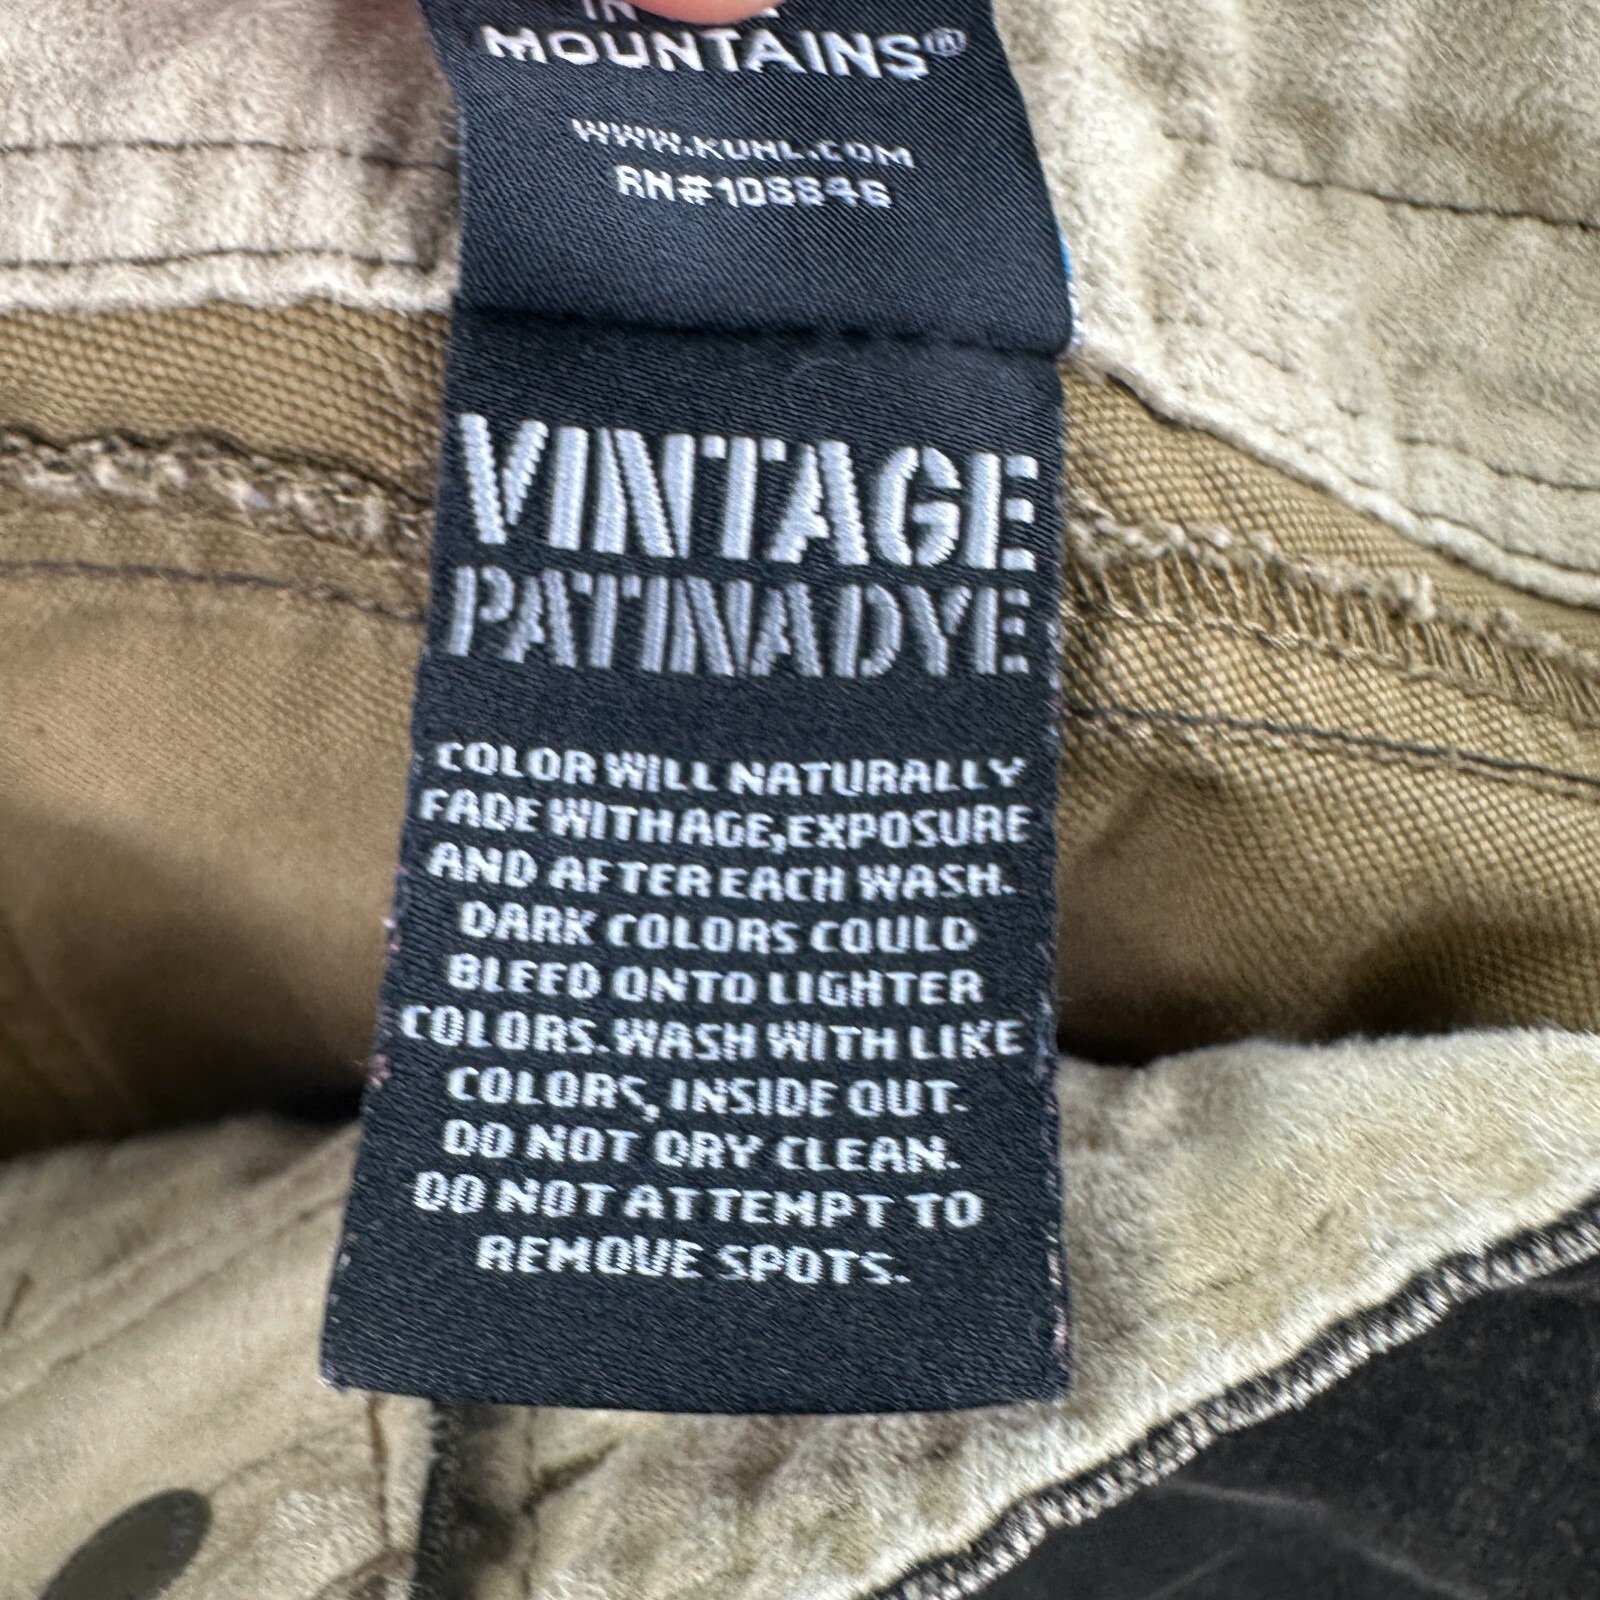 IN
MOUNTAINS®
WWW.KUHL.COM
RN#106646
VINTAGE
PATINADYE
COLOR WILL NATURALLY
FADE WITH AGE, EXPOSURE
AND AFTER EACH WASH.
DARK COLORS COULD
BLEED ONTO LIGHTER
COLORS. WASH WITH LIKE
COLORS, INSIDE OUT.
DO NOT DRY CLEAN.
DO NOT ATTEMPT TO
REMOVE SPOTS.